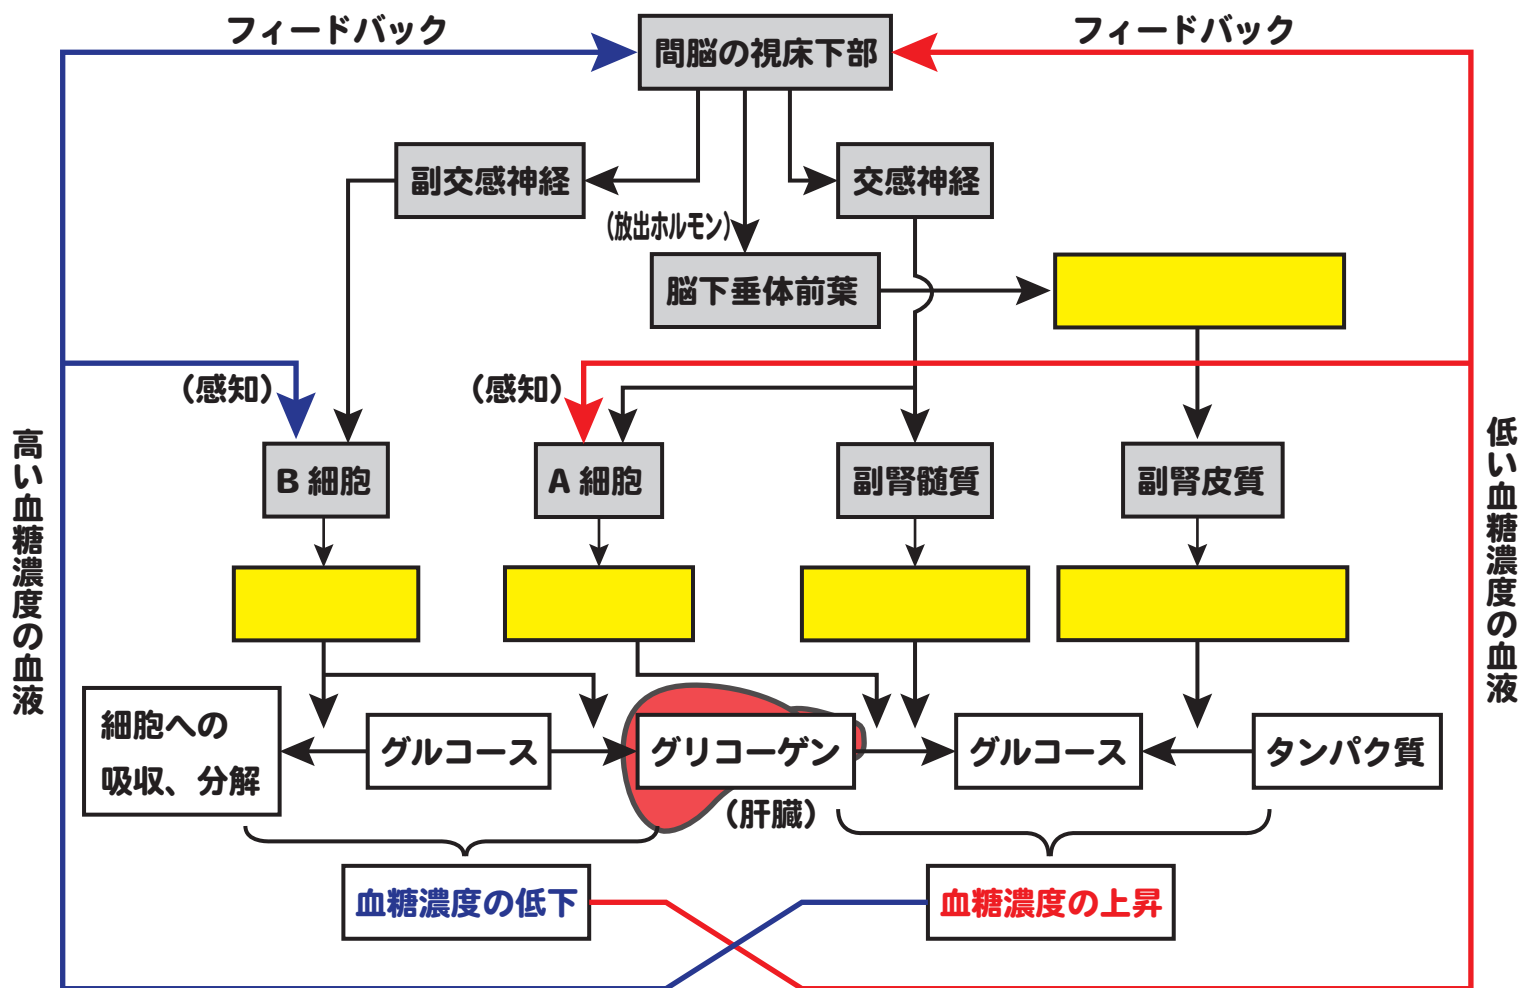 フィードバック
フィードバック
間脳の視床下部
副交感神経
交感神経
（放出ホルモン）
脳下垂体前葉
（感知）
（感知）
高い血糖濃度の血液
低い血糖濃度の血液
B 細胞
A 細胞
副腎髄質
副腎皮質
細胞への
吸収、分解
グルコース
グリコーゲン
グルコース
タンパク質
（肝臓）
血糖濃度の低下
血糖濃度の上昇